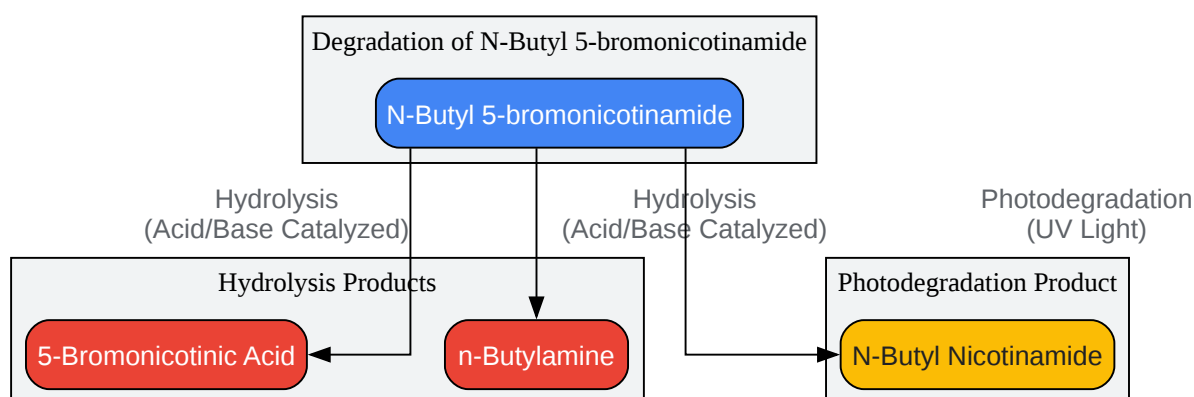 Degradation of N-Butyl 5-bromonicotinamide
N-Butyl 5-bromonicotinamide
Hydrolysis
(Acid/Base Catalyzed)
Hydrolysis
(Acid/Base Catalyzed)
Photodegradation
(UV Light)
Hydrolysis Products
5-Bromonicotinic Acid
n-Butylamine
Photodegradation Product
N-Butyl Nicotinamide